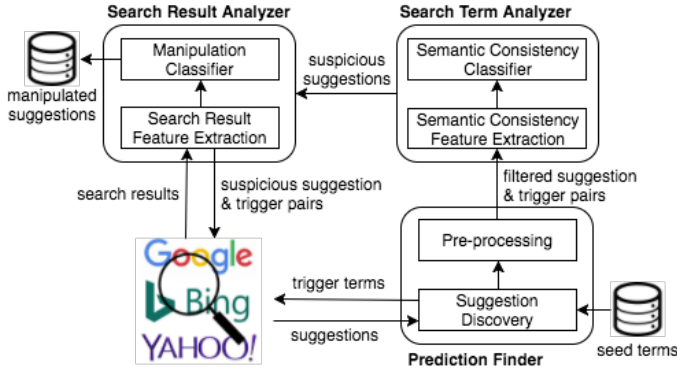 Search Result Analyzer
Search Term Analyzer
Manipulation
Classifier
suspicious
suggestions
Semantic Consistency
Classifier
manipulated
suggestions
Search Result
Feature Extraction
Semantic Consistency
Feature Extraction
search results
suspicious suggestion
& trigger pairs
filtered suggestion
& trigger pairs
Google
Bing
YAHOO!
Pre-processing
trigger terms
Suggestion
Discovery
suggestions
seed terms
Prediction Finder